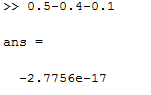 >> 0.5-0.4-0.1
ans =
-2.7756e-17